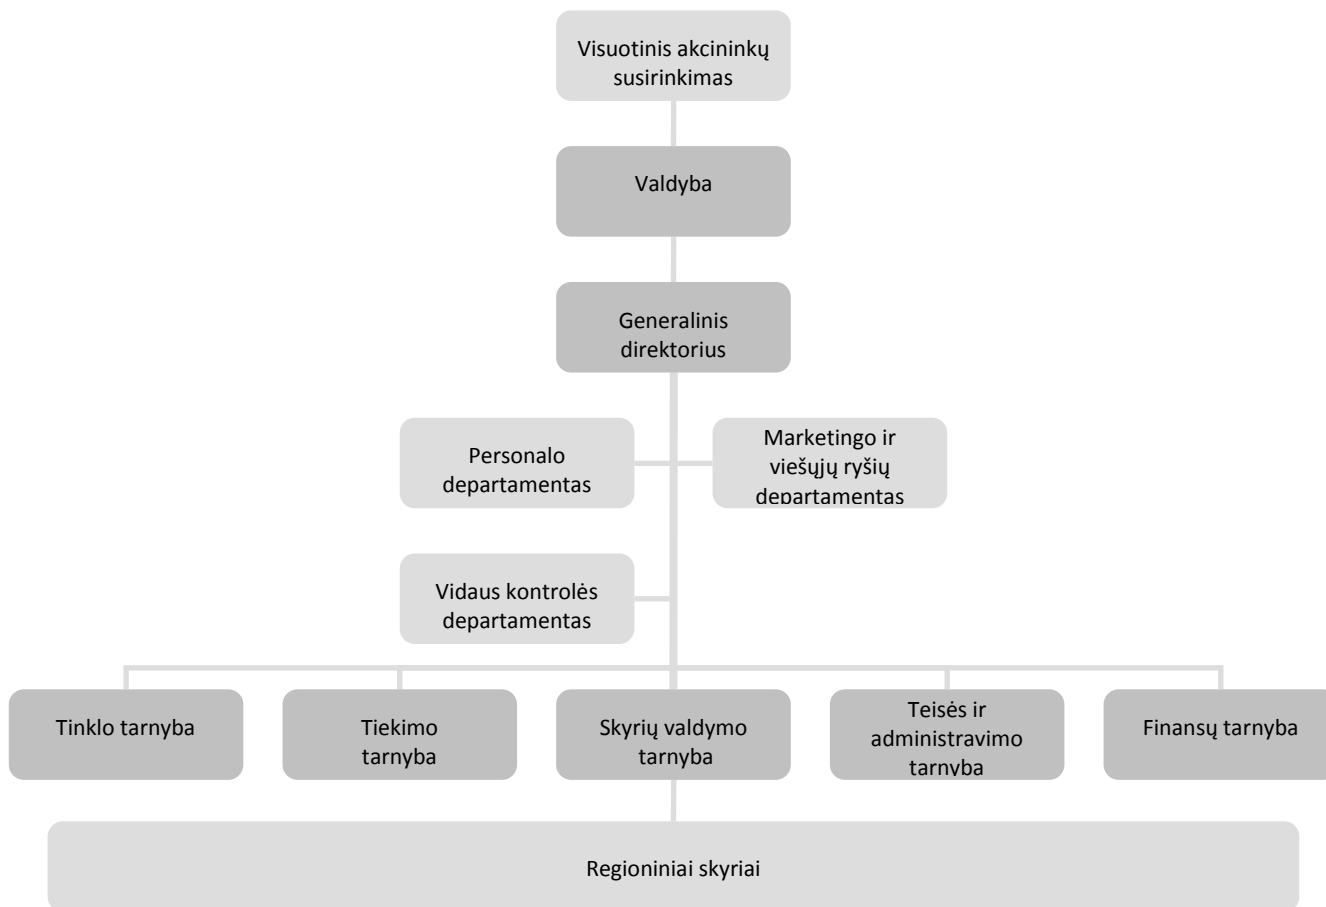 Visuotinis akcininkų
susirinkimas
Valdyba
Generalinis
direktorius
Personalo
departamentas
Marketingo ir
viešųjų ryšių
departamentas
Vidaus kontrolės
departamentas
Tinklo tarnyba
Tiekimo
tarnyba
Skyrių valdymo
tarnyba
Teisės ir
administravimo
tarnyba
Finansų tarnyba
Regioniniai skyriai